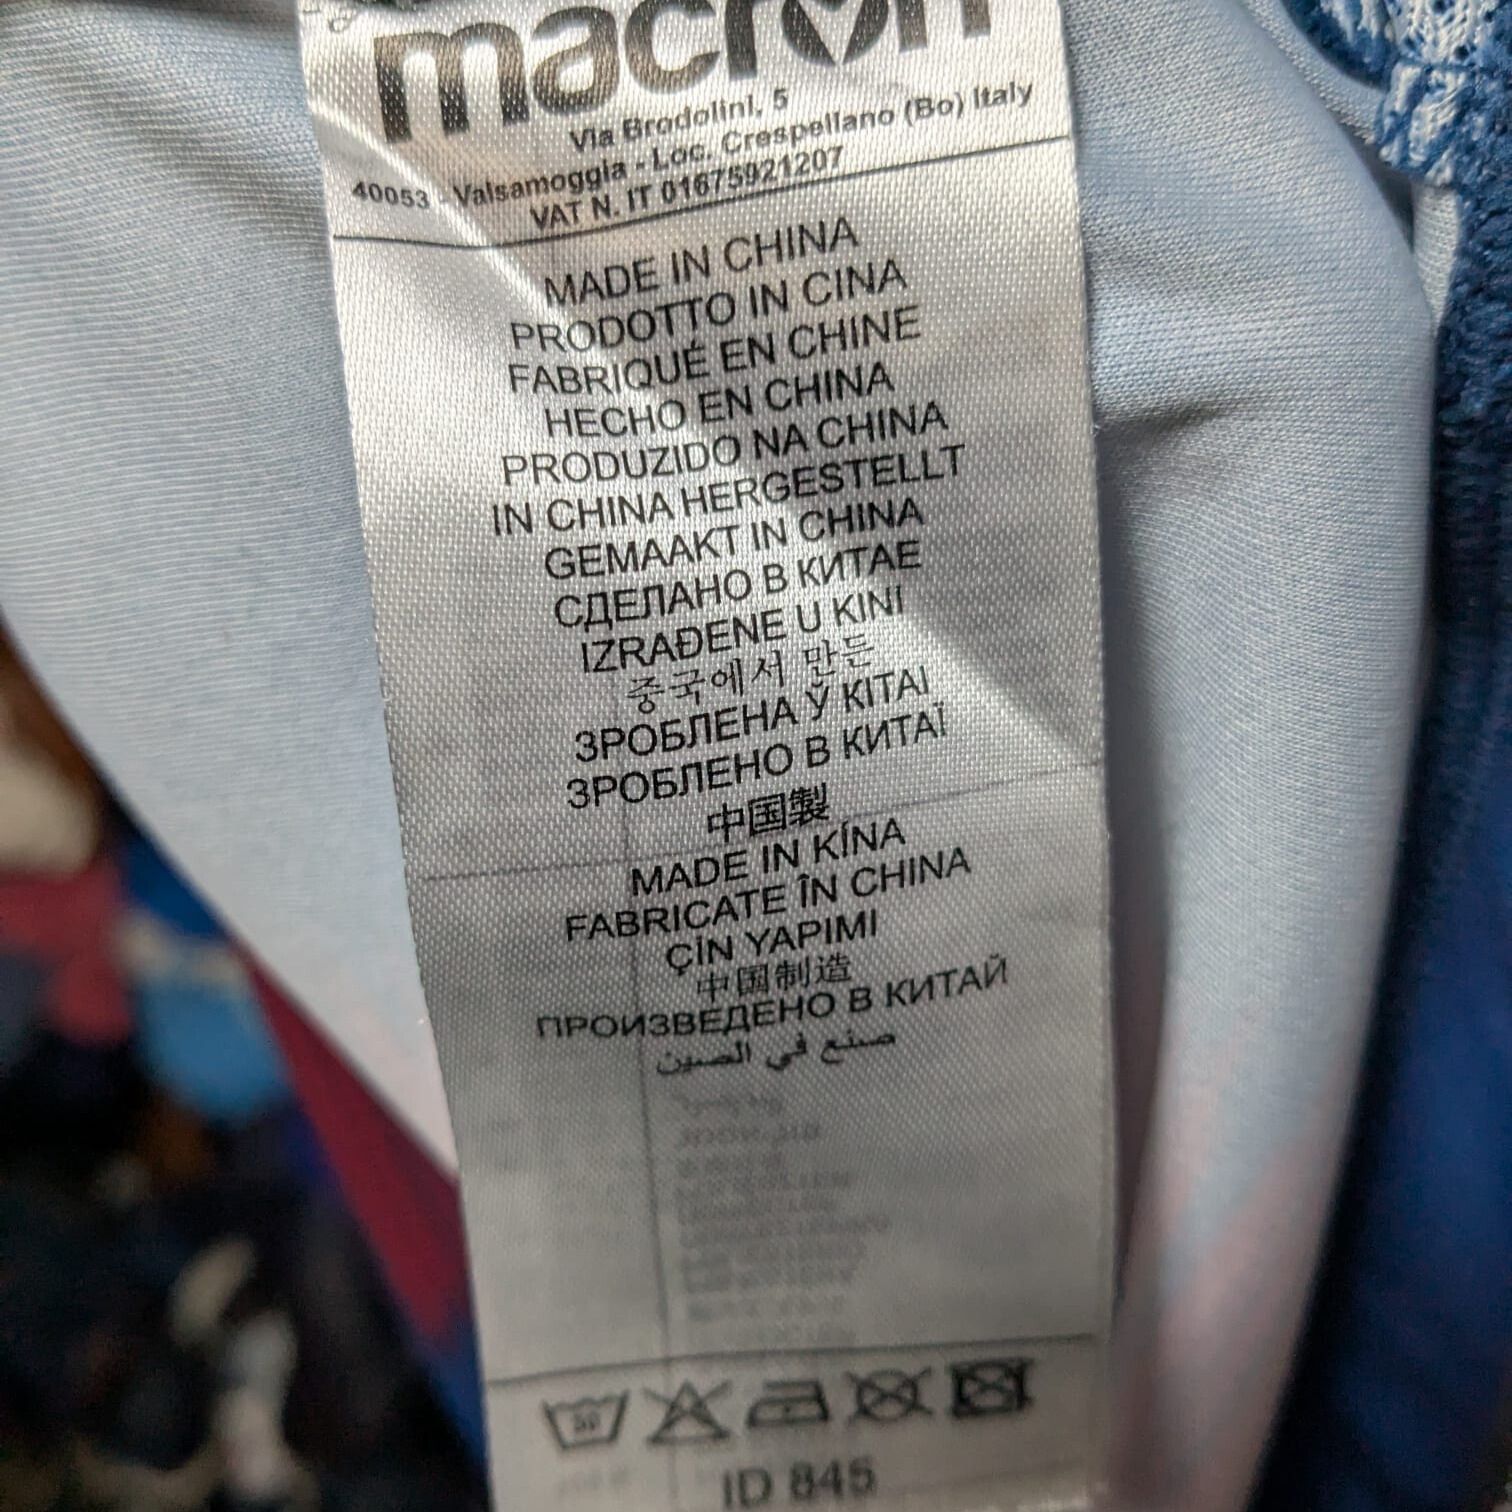 macron
Via Brodolini, 5
40053 - Valsamoggia - Loc. Crespellano (Bo) Italy
VAT N. IT 01675921207
MADE IN CHINA
PRODOTTO IN CINA
FABRIQUÉ EN CHINE
HECHO EN CHINA
PRODUZIDO NA CHINA
IN CHINA HERGESTELLT
GEMAAKT IN CHINA
СДЕЛАНО В КИТАЕ
IZRAĐENE U KINI
중국에서 만든
ЗРОБЛЕНА Ў КІТАІ
ЗРОБЛЕНО В КИТАЇ
中国製
MADE IN KÍNA
FABRICATE ÎN CHINA
ÇİN YAPIMI
中国制造
ПРОИЗВЕДЕНО В КИТАЙ
صنع في الصين
30
ID 845